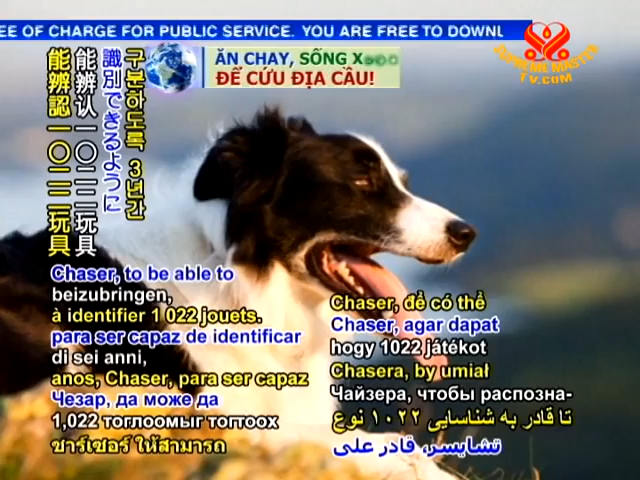 EE OF CHARGE FOR PUBLIC SERVICE. YOU ARE FREE TO DOWNL
SUPREME MASTER
TV.COM
ĂN CHAY, SỐNG
ĐỂ CỨU ĐỊA CẦU!
能辨認一〇二二玩具
能辨认一〇二二玩具
識別できるように
구분하도록 3년간
Chaser, to be able to
beizubringen,
à identifier 1 022 jouets.
para ser capaz de identificar
di sei anni,
anos, Chaser, para ser capaz
Чезар, да може да
1,022 тоглоомыг тогтоох
ชาร์เซอร์ ให้สามารถ
Chaser, để có thể
Chaser, agar dapat
hogy 1022 játékot
Chasera, by umiał
Чайзера, чтобы распозна-
تا قادر به شناسایی ۱۰۲۲ نوع
تشایسر، قادر على